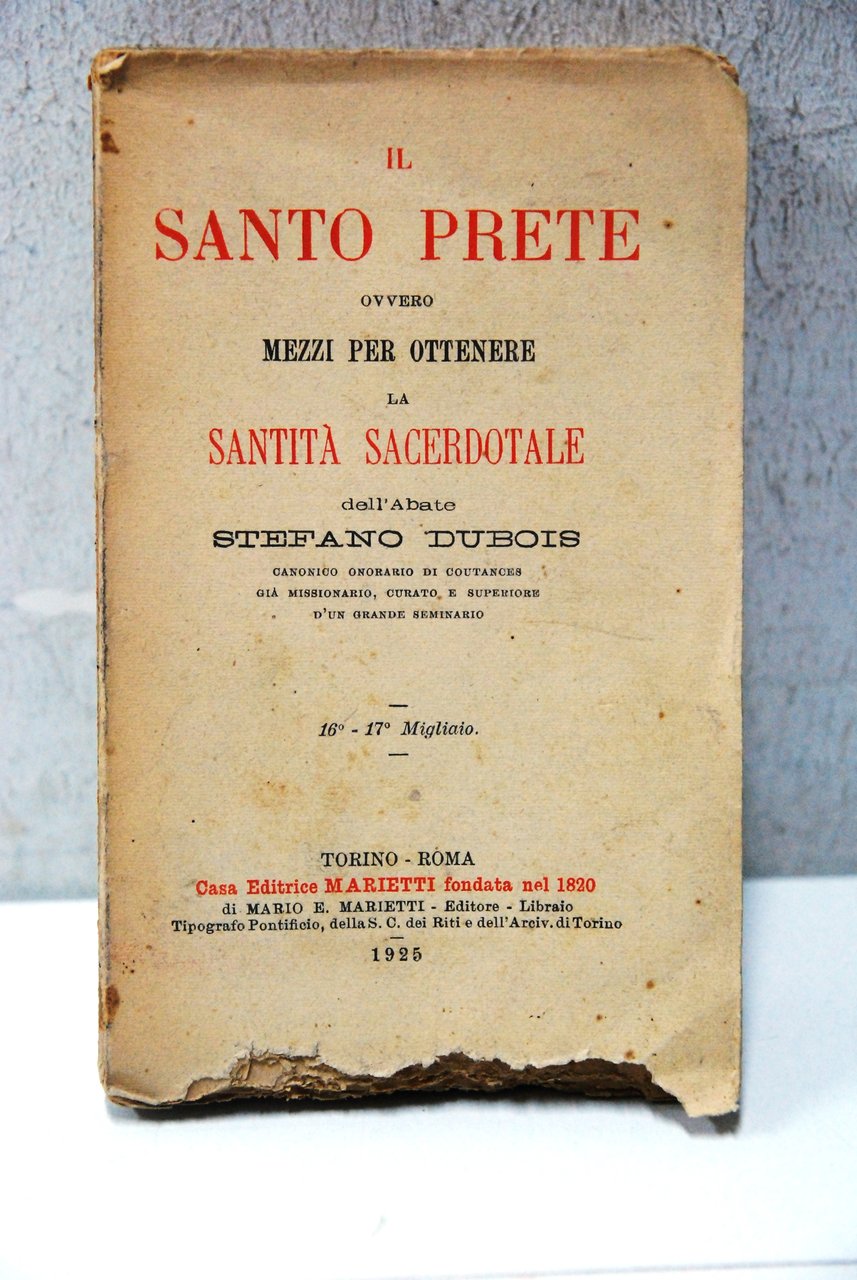 IL
SANTO PRETE
OVVERO
MEZZI PER OTTENERE
LA
SANTITÀ SACERDOTALE
dell'Abate
STEFANO DUBOIS
CANONICO ONORARIO DI COUTANCES
GIÀ MISSIONARIO, CURATO E SUPERIORE
D'UN GRANDE SEMINARIO
16º - 17º Migliaio.
TORINO - ROMA
Casa Editrice MARIETTI fondata nel 1820
di MARIO E. MARIETTI - Editore - Libraio
Tipografo Pontificio, della S. C. dei Riti e dell'Arciv. di Torino
1925